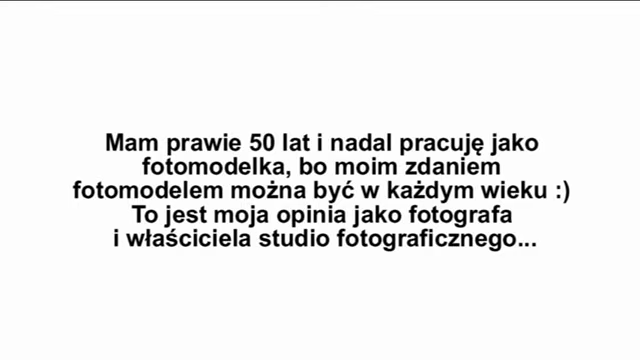 Mam prawie 50 lat i nadal pracuję jako
fotomodelka, bo moim zdaniem
fotomodelem można być w każdym wieku :)
To jest moja opinia jako fotografa
i właściciela studio fotograficznego...